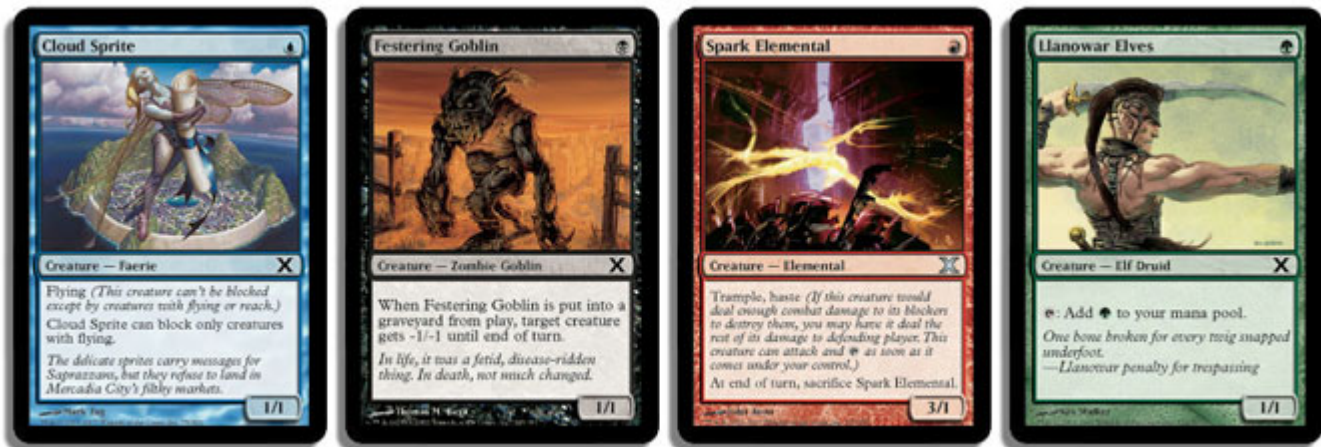 Cloud Sprite
Creature — Faerie
X
Flying (This creature can't be blocked
except by creatures with flying or reach.)
Cloud Sprite can block only creatures
with flying.
The delicate sprites carry messages for
Saprazzans, but they refuse to land in
Mercadia City's filthy markets.
Mark Zug
1/1
Festering Goblin
Creature — Zombie Goblin
X
When Festering Goblin is put into a
graveyard from play, target creature
gets -1/-1 until end of turn.
In life, it was a fetid, disease-ridden
thing. In death, not much changed.
Thomas M. Baxa
1/1
Spark Elemental
Creature — Elemental
X
Trample, haste (If this creature would
deal enough combat damage to its blockers
to destroy them, you may have it deal the
rest of its damage to defending player. This
creature can attack and as soon as it
comes under your control.)
At end of turn, sacrifice Spark Elemental.
3/1
Llanowar Elves
Creature — Elf Druid
X
: Add to your mana pool.
One bone broken for every twig snapped
underfoot.
—Llanowar penalty for trespassing
Kev Walker
1/1